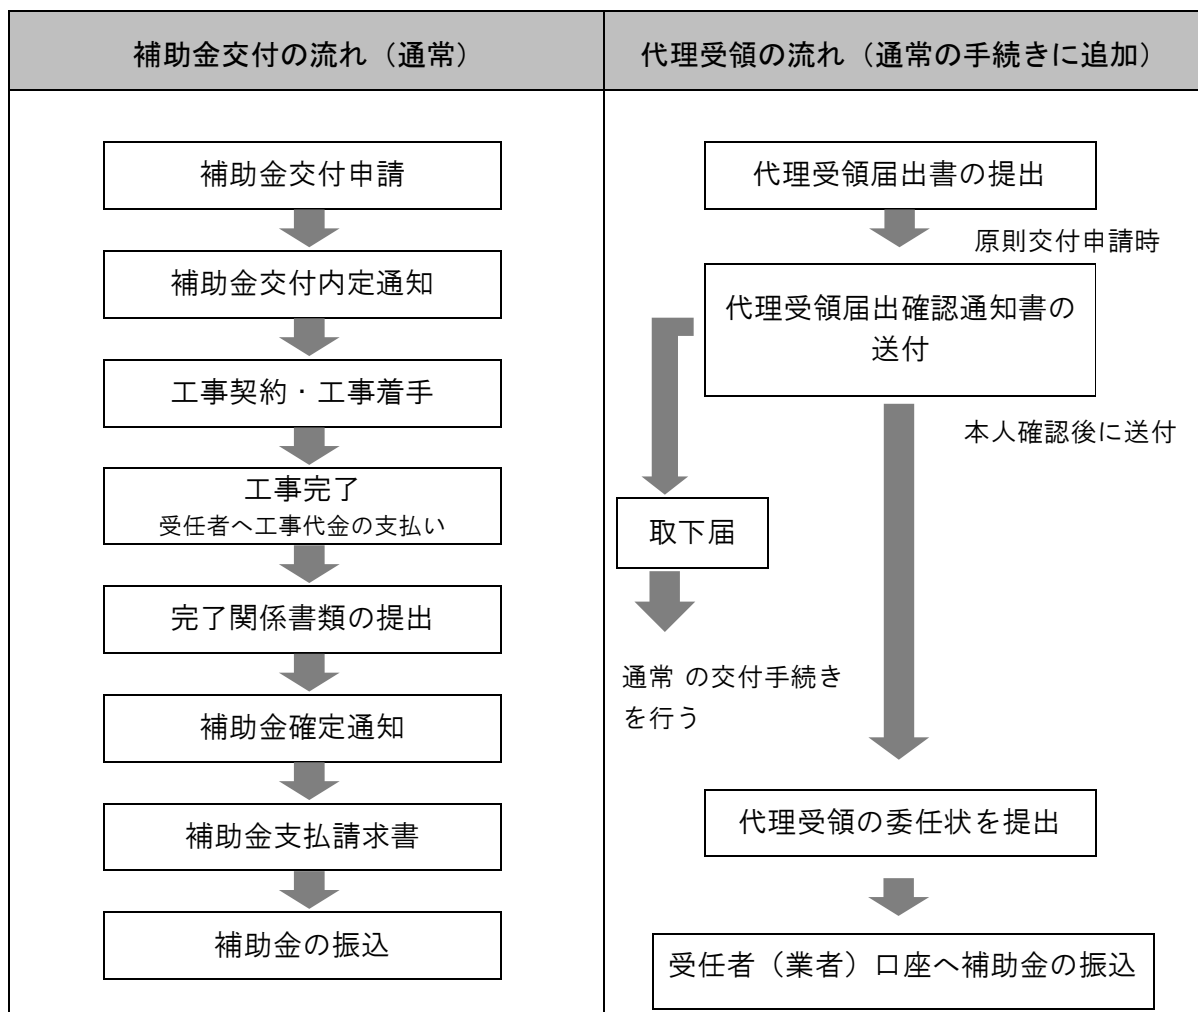 補助金交付の流れ（通常）
補助金交付申請
補助金交付内定通知
工事契約・工事着手
工事完了
受任者へ工事代金の支払い
完了関係書類の提出
補助金確定通知
補助金支払請求書
補助金の振込
代理受領の流れ（通常の手続きに追加）
代理受領届出書の提出
原則交付申請時
代理受領届出確認通知書の
送付
本人確認後に送付
取下届
通常 の交付手続き
を行う
代理受領の委任状を提出
受任者（業者）口座へ補助金の振込